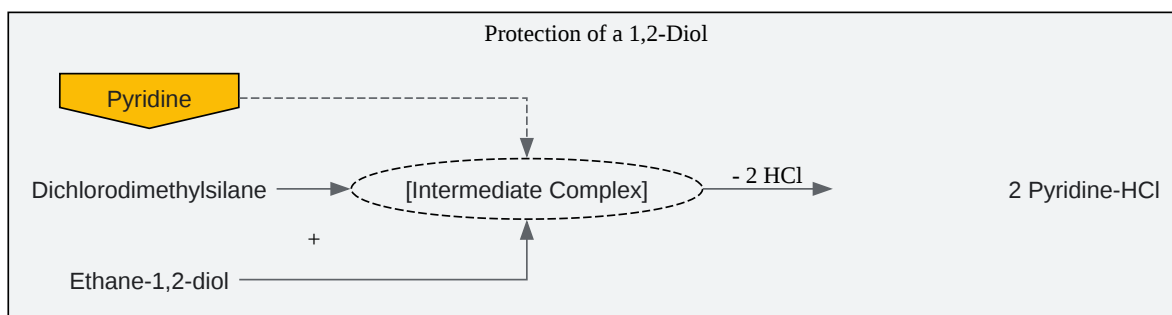 Protection of a 1,2-Diol
Pyridine
Dichlorodimethylsilane
[Intermediate Complex]
- 2 HCl
2 Pyridine-HCl
+
Ethane-1,2-diol